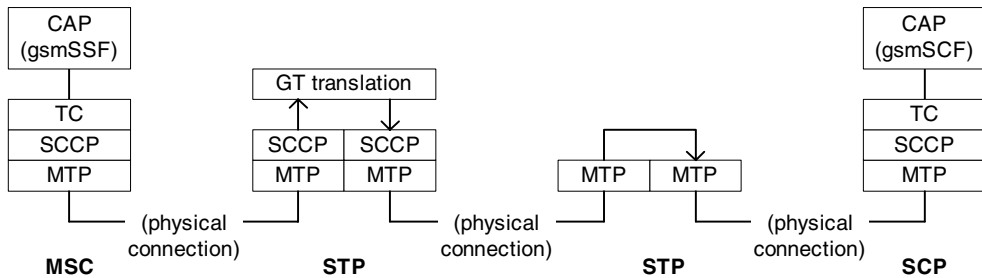 CAP
(gsmSSF)
TC
SCCP
MTP
GT translation
SCCP
SCCP
MTP
MTP
MTP
MTP
CAP
(gsmSCF)
TC
SCCP
MTP
(physical
connection)
(physical
connection)
(physical
connection)
MSC
STP
STP
SCP